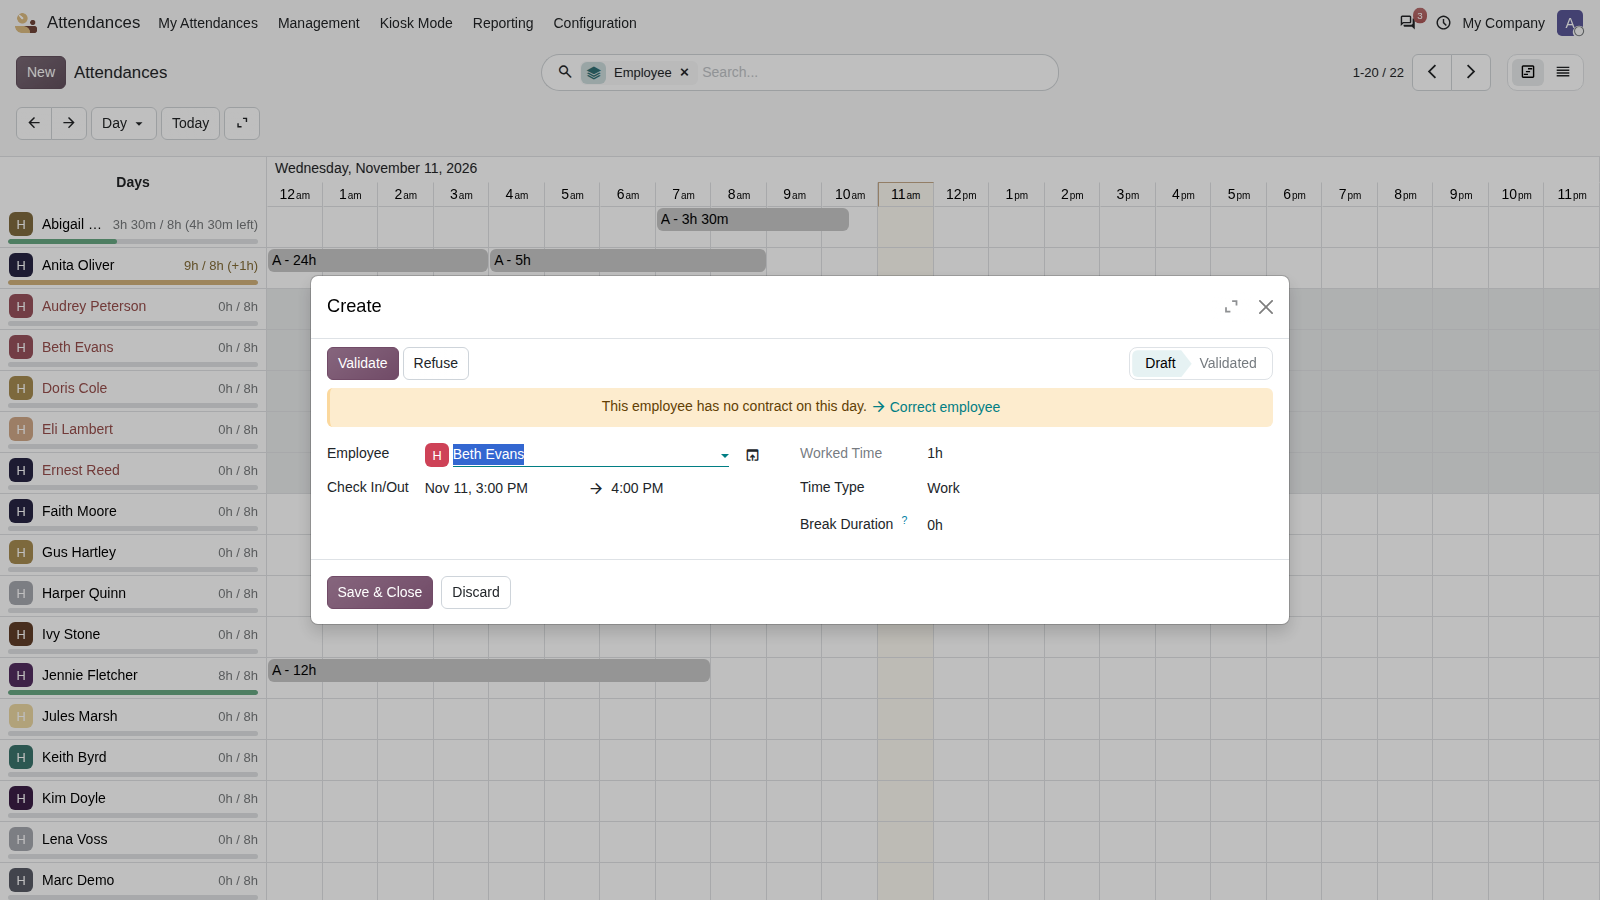 Attendances My Attendances Management Kiosk Mode Reporting Configuration 3 My Company A
New Attendances Employee Search... 1-20 / 22
Day Today
Wednesday, November 11, 2026
Days
12am 1am 2am 3am 4am 5am 6am 7am 8am 9am 10am 11am 12pm 1pm 2pm 3pm 4pm 5pm 6pm 7pm 8pm 9pm 10pm 11pm
H Abigail ... 3h 30m / 8h (4h 30m left) A - 3h 30m
H Anita Oliver 9h / 8h (+1h) A - 24h A - 5h
H Audrey Peterson 0h / 8h
H Beth Evans 0h / 8h
H Doris Cole 0h / 8h
H Eli Lambert 0h / 8h
H Ernest Reed 0h / 8h
H Faith Moore 0h / 8h
H Gus Hartley 0h / 8h
H Harper Quinn 0h / 8h
H Ivy Stone 0h / 8h
H Jennie Fletcher 8h / 8h A - 12h
H Jules Marsh 0h / 8h
H Keith Byrd 0h / 8h
H Kim Doyle 0h / 8h
H Lena Voss 0h / 8h
H Marc Demo 0h / 8h
Create
Validate Refuse Draft Validated
This employee has no contract on this day. Correct employee
Employee H Beth Evans Worked Time 1h
Check In/Out Nov 11, 3:00 PM 4:00 PM Time Type Work
Break Duration ? 0h
Save & Close Discard